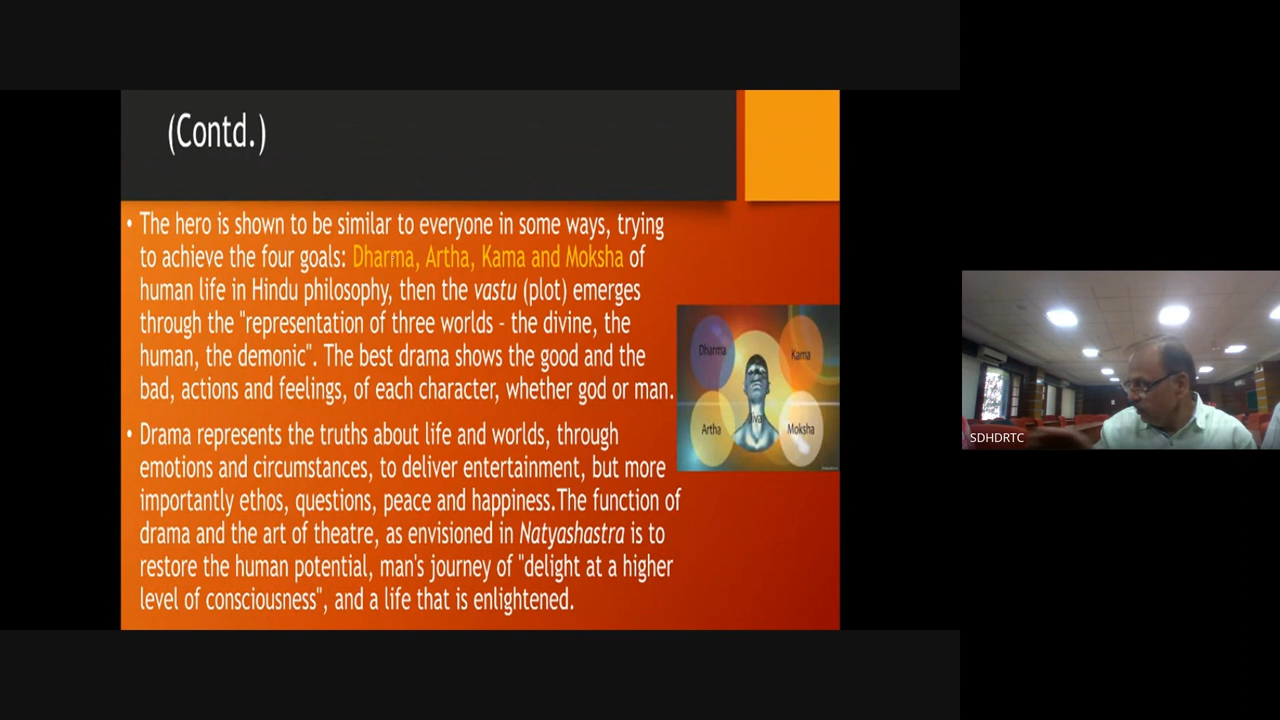 (Contd.)
• The hero is shown to be similar to everyone in some ways, trying
to achieve the four goals: Dharma, Artha, Kama and Moksha of
human life in Hindu philosophy, then the vastu (plot) emerges
through the "representation of three worlds - the divine, the
human, the demonic". The best drama shows the good and the
bad, actions and feelings, of each character, whether god or man.
• Drama represents the truths about life and worlds, through
emotions and circumstances, to deliver entertainment, but more
importantly ethos, questions, peace and happiness.The function of
drama and the art of theatre, as envisioned in Natyashastra is to
restore the human potential, man's journey of "delight at a higher
level of consciousness", and a life that is enlightened.
Dharma
Kama
Artha
Moksha
SDHDRTC